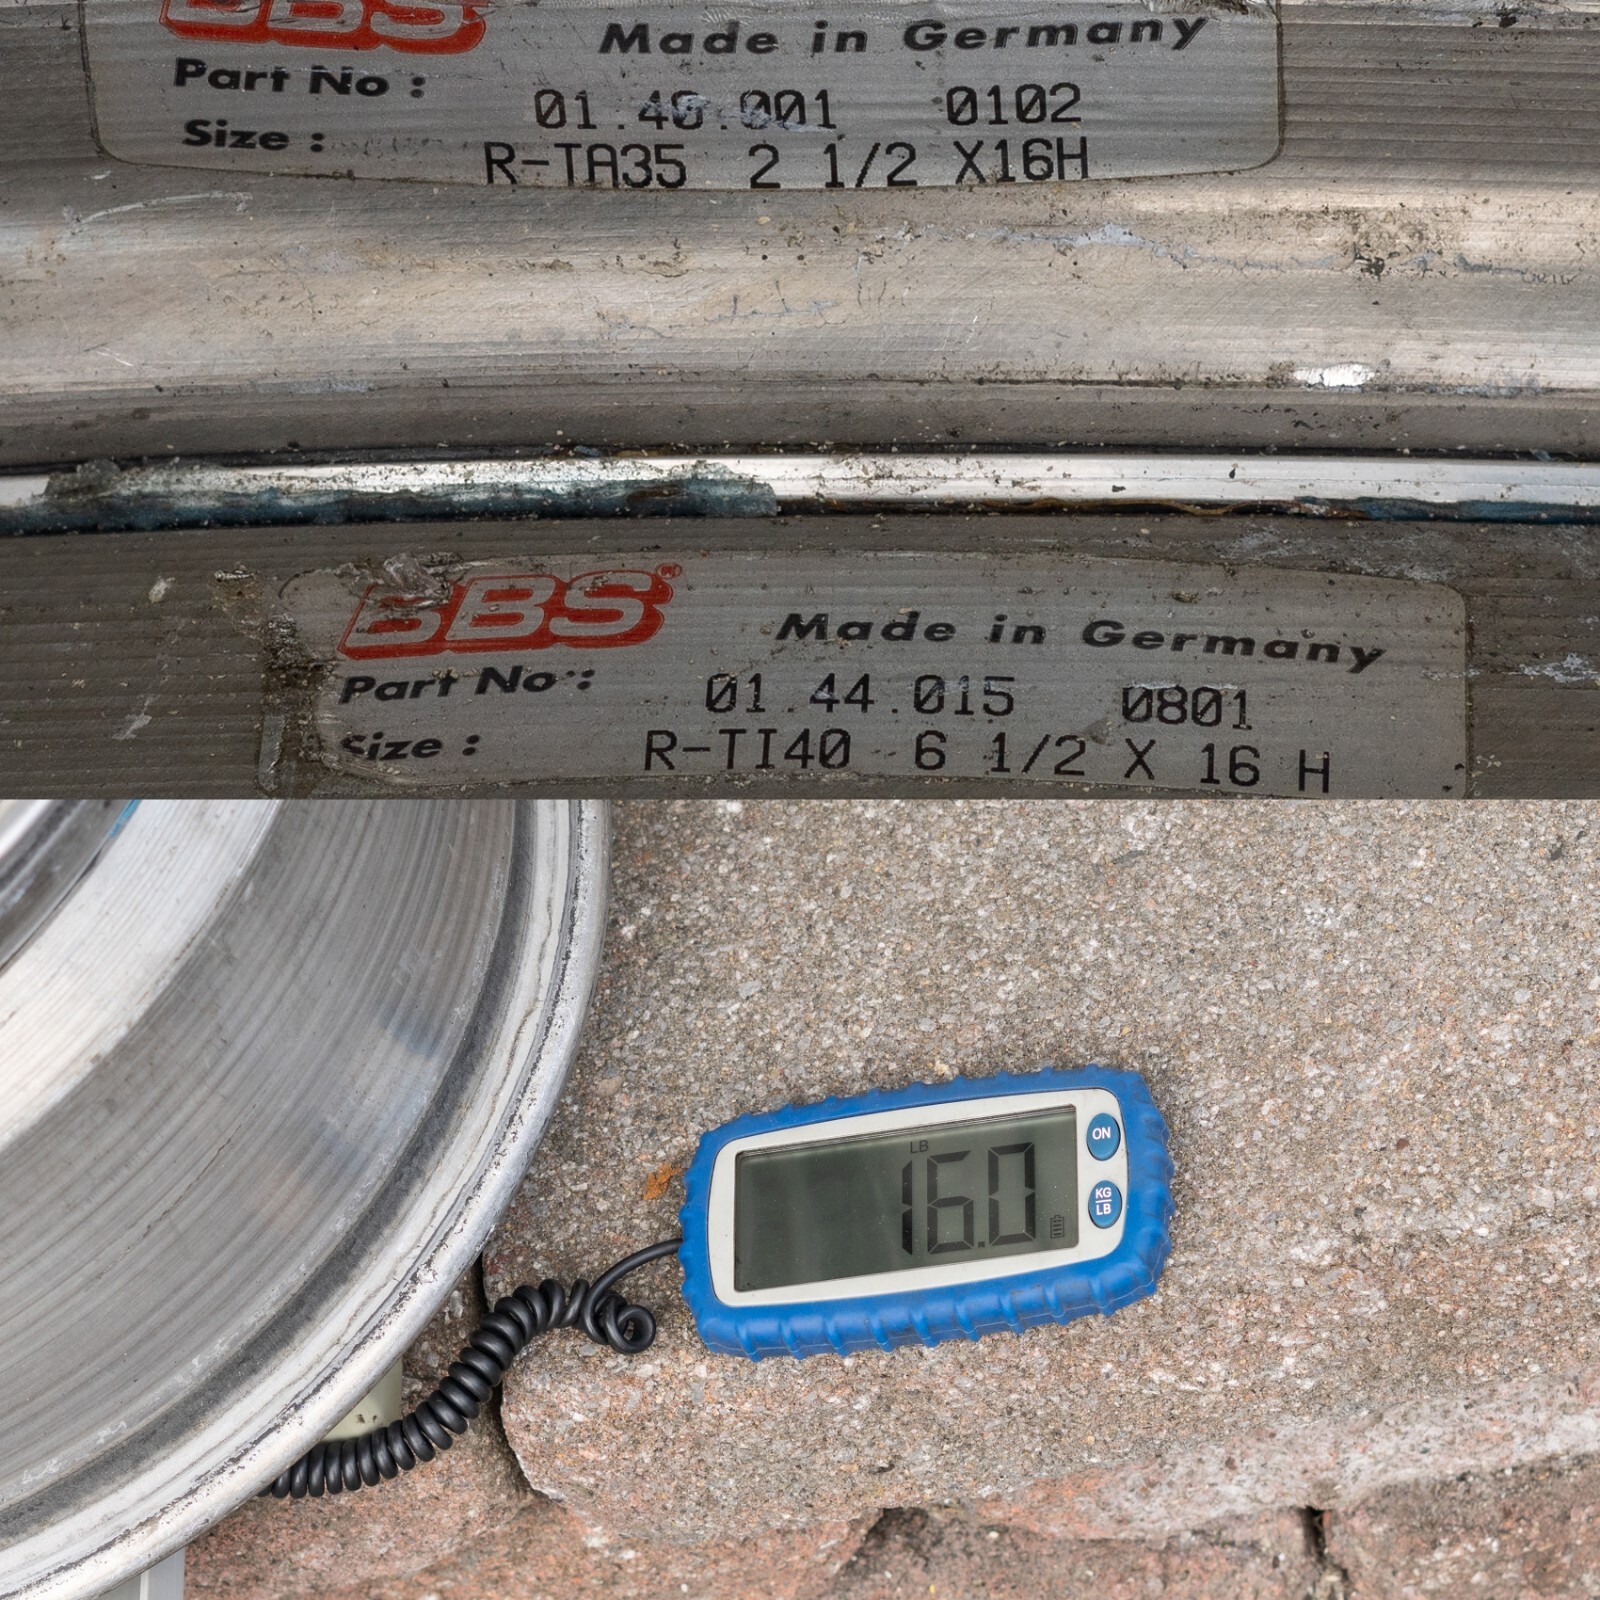 BBS
Made in Germany
Part No :
01.40.001 0102
Size :
R-TA35 2 1/2 X16H
BBS®
Made in Germany
Part No :
01.44.015 0801
Size :
R-TI40 6 1/2 X 16 H
LB
16.0
ON
KG
LB